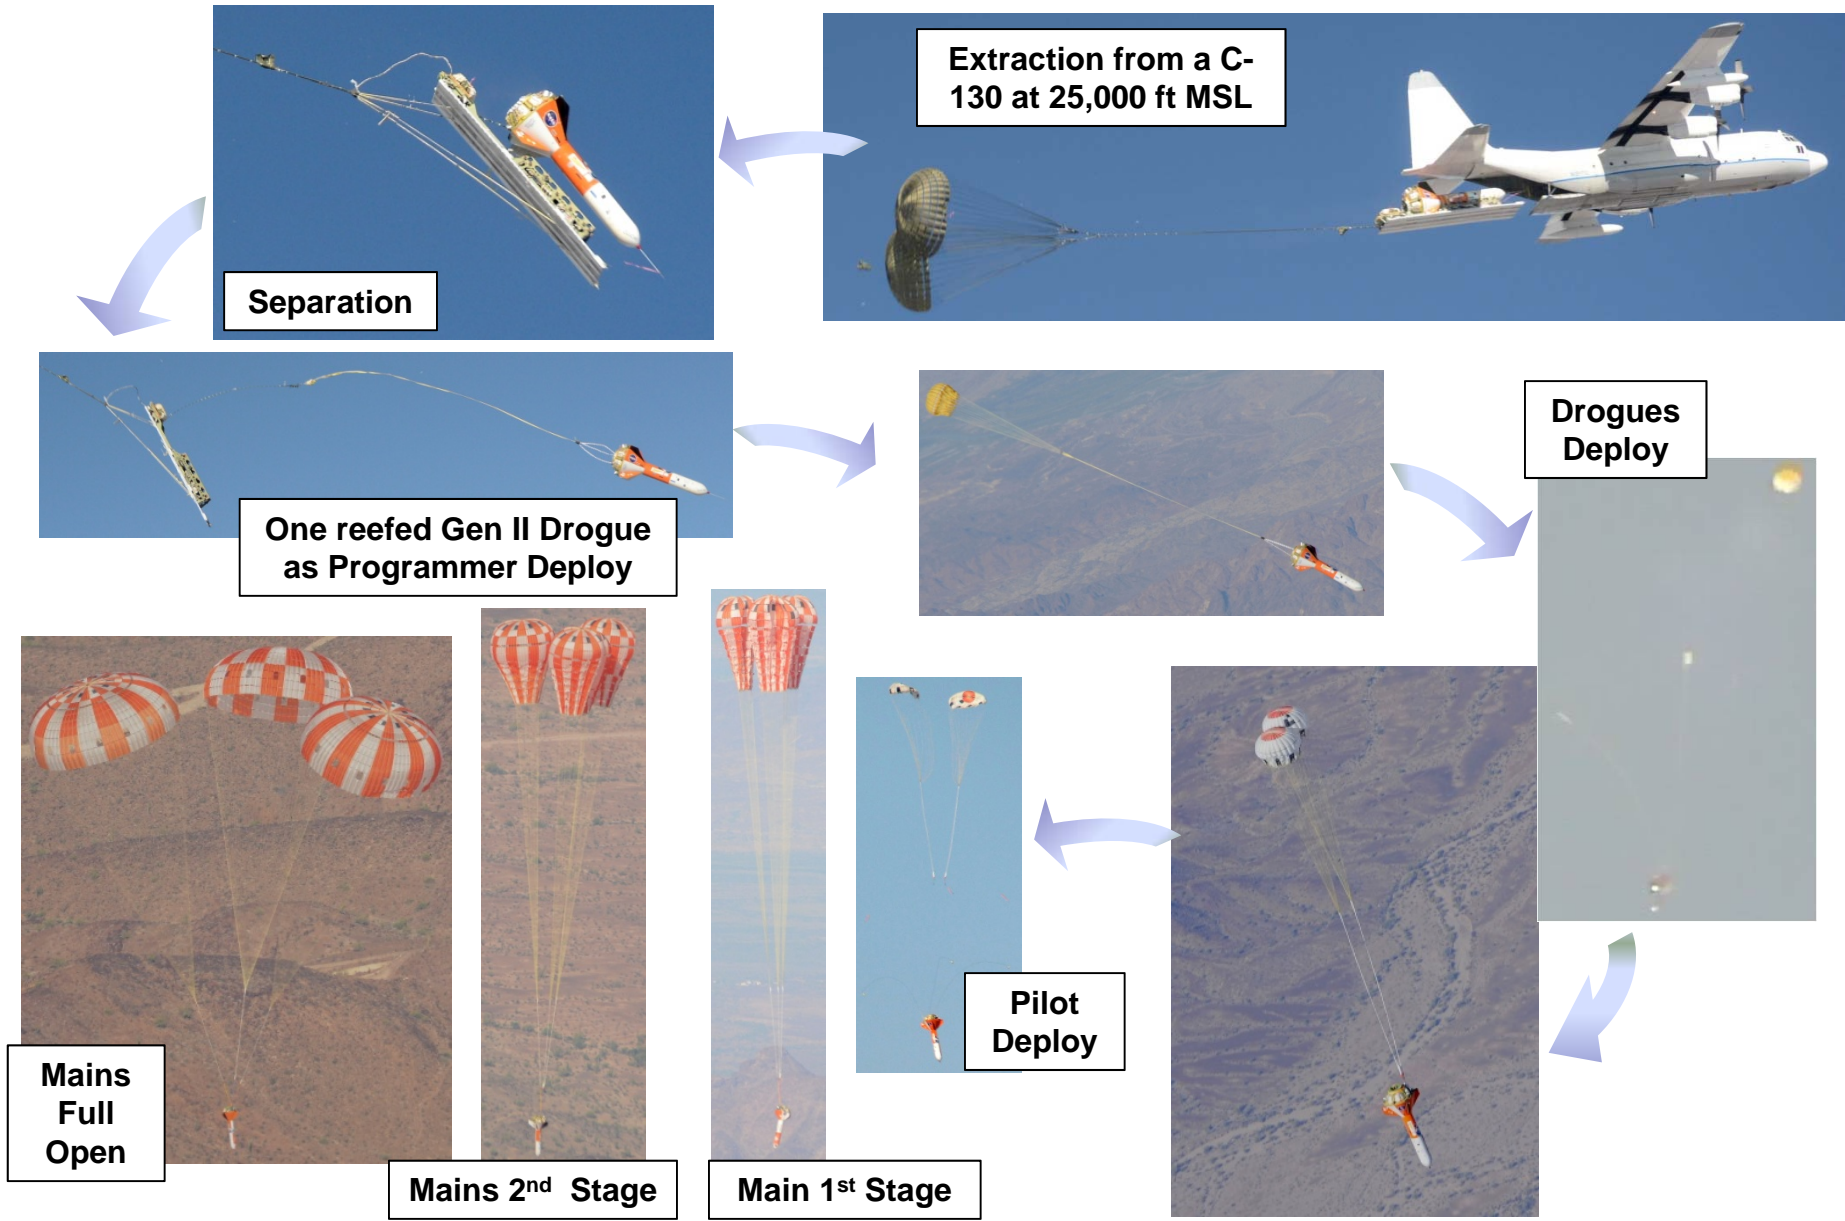 Extraction from a C-
130 at 25,000 ft MSL
Separation
One reefed Gen II Drogue
as Programmer Deploy
Drogues
Deploy
Pilot
Deploy
Main 1st Stage
Mains 2nd Stage
Mains
Full
Open